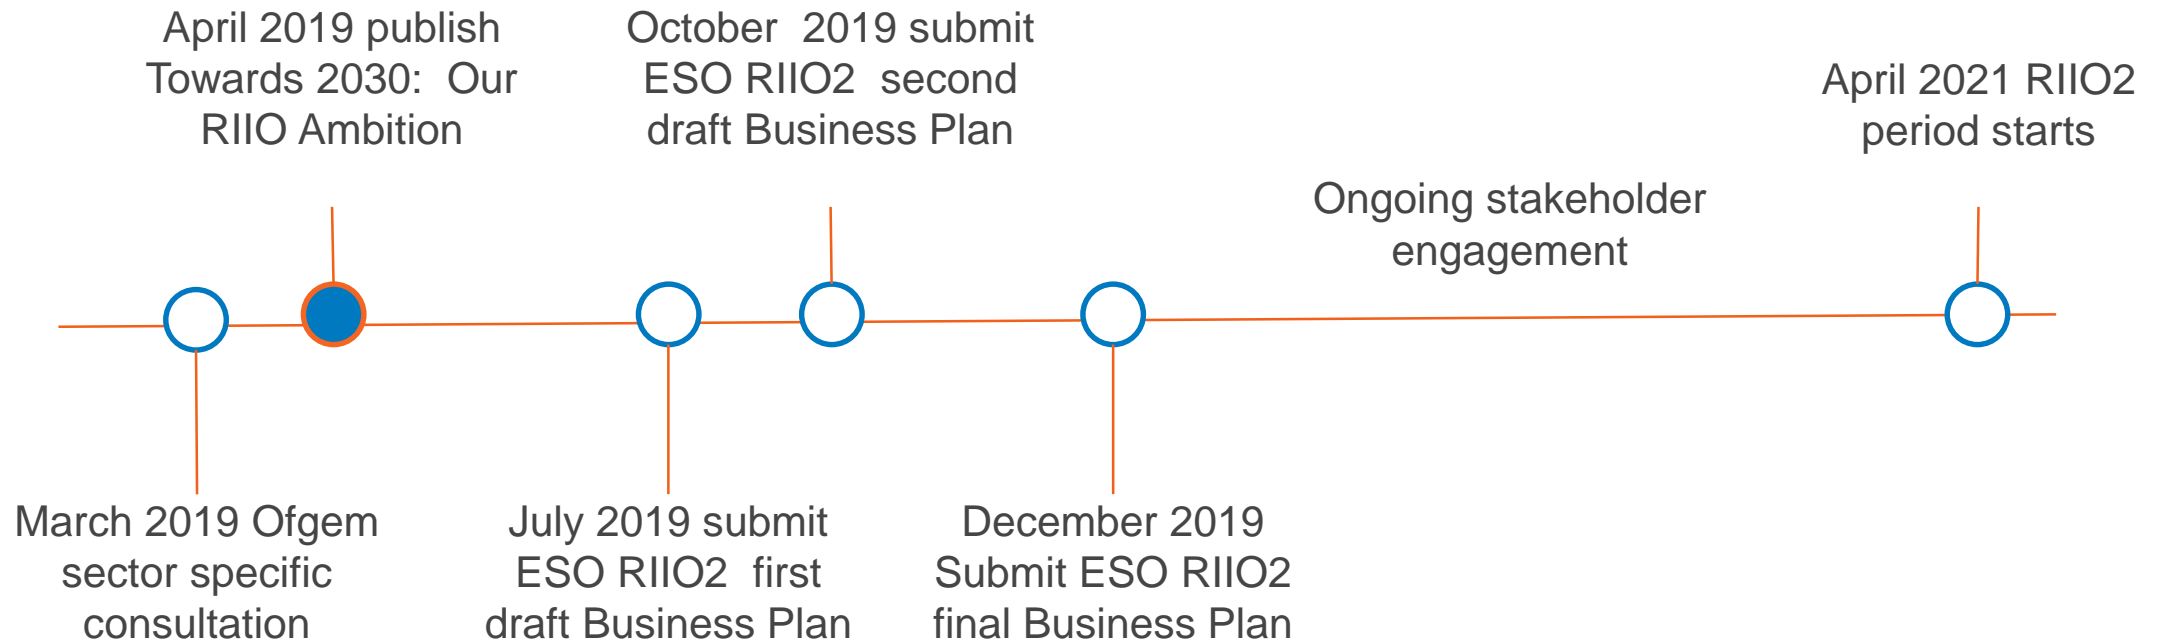 April 2019 publish
Towards 2030:  Our
RIIO Ambition
October  2019 submit
ESO RIIO2  second
draft Business Plan
April 2021 RIIO2
period starts
Ongoing stakeholder
engagement
March 2019 Ofgem
sector specific
consultation
July 2019 submit
ESO RIIO2  first
draft Business Plan
December 2019
Submit ESO RIIO2
final Business Plan